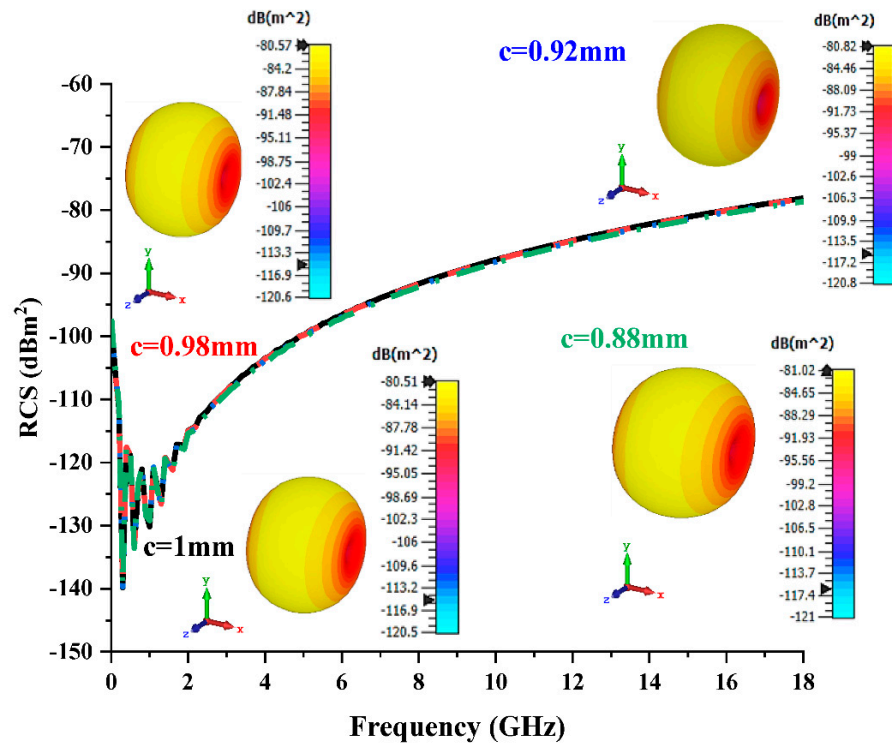 dB(m^2)
-80.57
-84.2
-87.84
-91.48
-95.11
-98.75
-102.4
-106
-109.7
-113.3
-116.9
-120.6
y
z
x
c=0.92mm
dB(m^2)
-80.82
-84.46
-88.09
-91.73
-95.37
-99
-102.6
-106.3
-109.9
-113.5
-117.2
-120.8
y
z
x
c=0.98mm
c=0.88mm
dB(m^2)
-80.51
-84.14
-87.78
-91.42
-95.05
-98.69
-102.3
-106
-109.6
-113.2
-116.9
-120.5
c=1mm
y
z
x
dB(m^2)
-81.02
-84.65
-88.29
-91.93
-95.56
-99.2
-102.8
-106.5
-110.1
-113.7
-117.4
-121
y
z
x
RCS (dBm²)
-60
-70
-80
-90
-100
-110
-120
-130
-140
-150
0 2 4 6 8 10 12 14 16 18
Frequency (GHz)